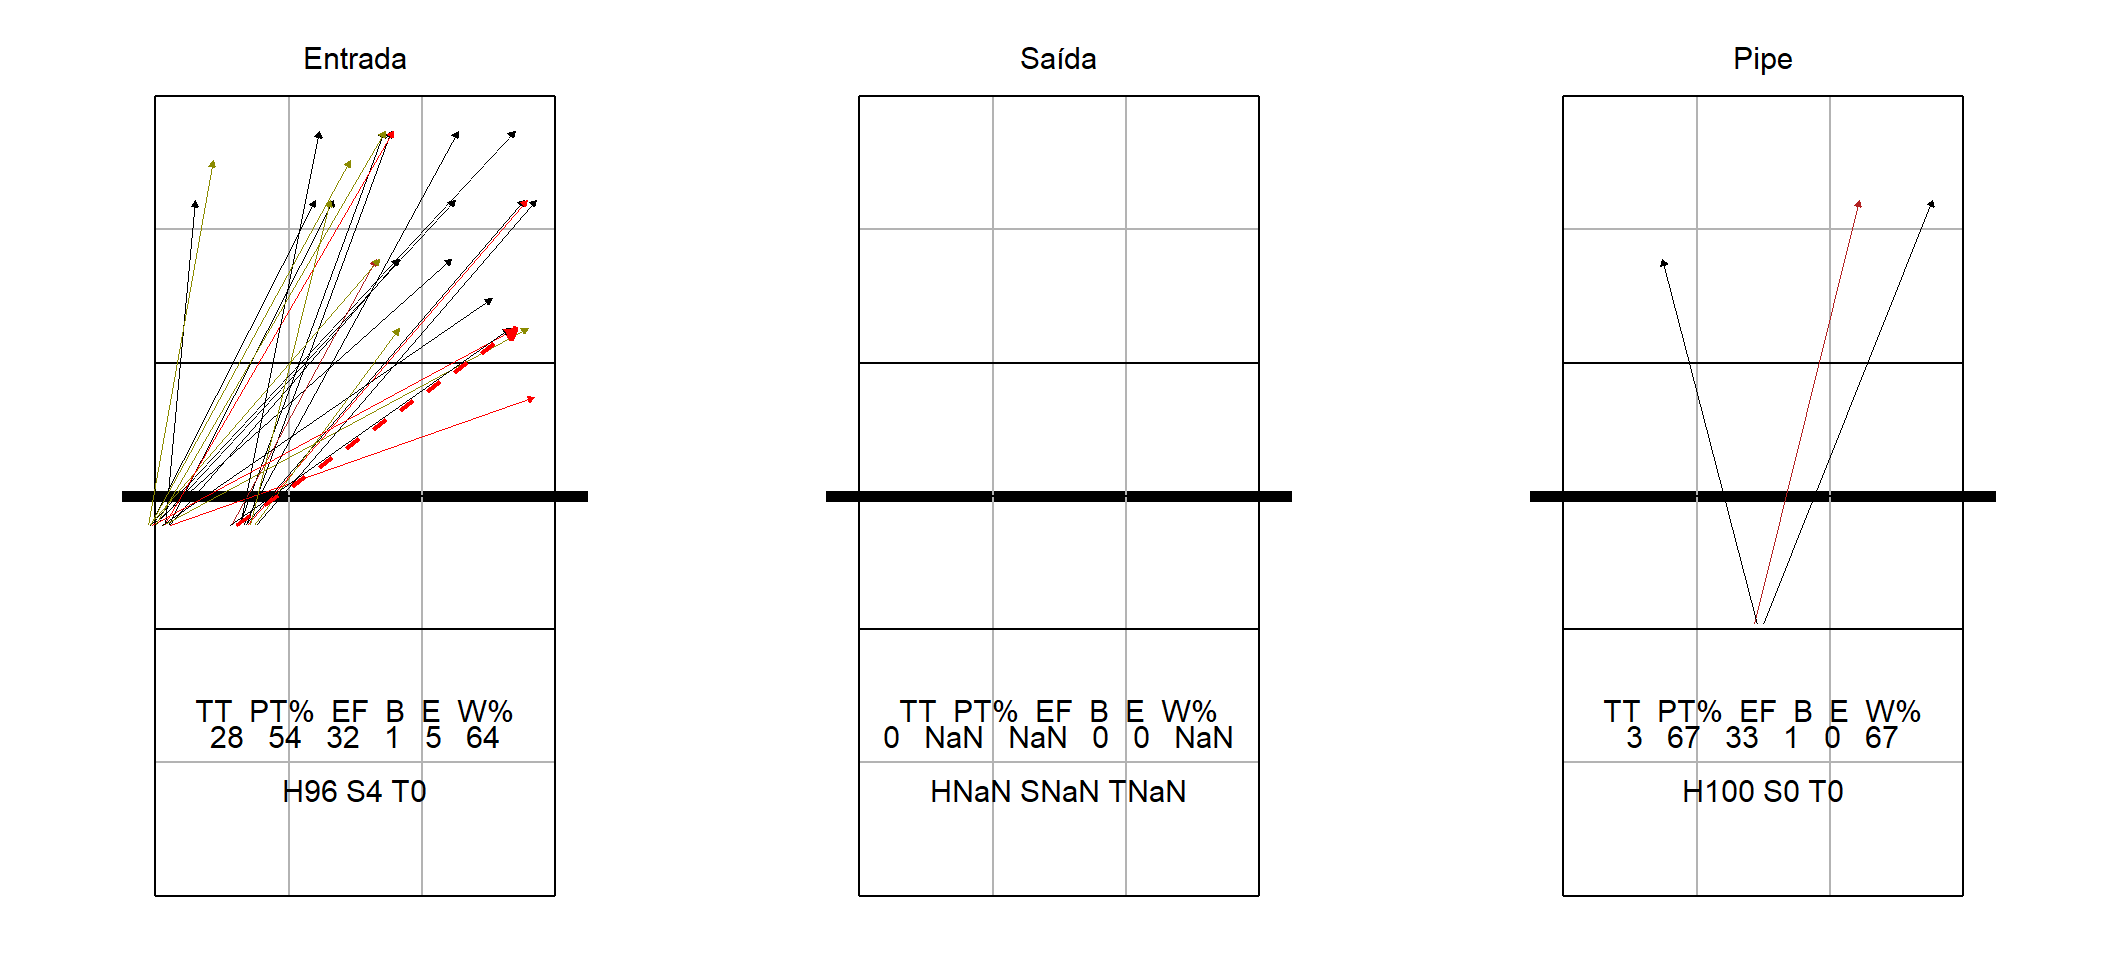 Entrada
TT PT% EF B E W%
28 54 32 1 5 64
H96 S4 T0
Saída
TT PT% EF B E W%
0 NaN NaN 0 0 NaN
HNaN SNaN TNaN
Pipe
TT PT% EF B E W%
3 67 33 1 0 67
H100 S0 T0